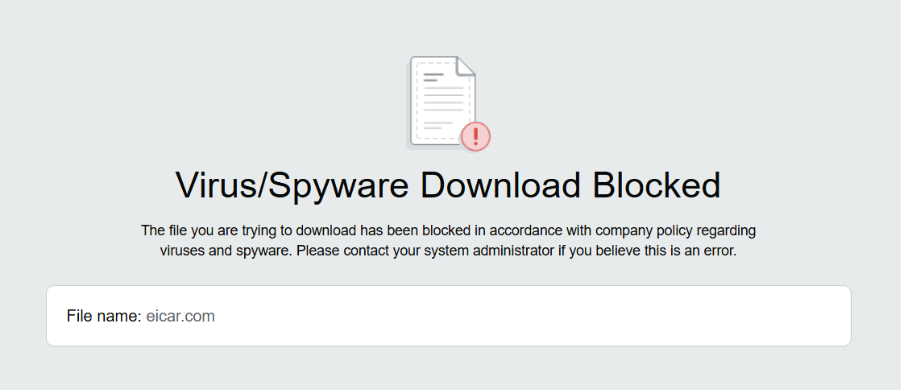 Virus/Spyware Download Blocked
The file you are trying to download has been blocked in accordance with company policy regarding
viruses and spyware. Please contact your system administrator if you believe this is an error.
File name: eicar.com